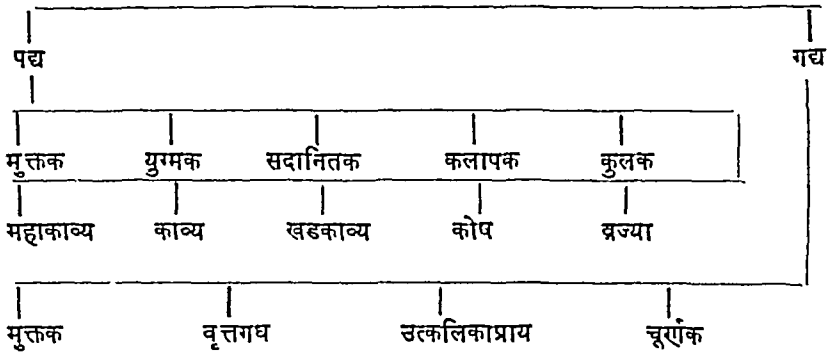 पद्य गद्य
मुक्तक युग्मक सदानितक कलापक कुलक
महाकाव्य काव्य खडकाव्य कोष व्रज्या
मुक्तक वृत्तगध उत्कलिकाप्राय चूर्णक